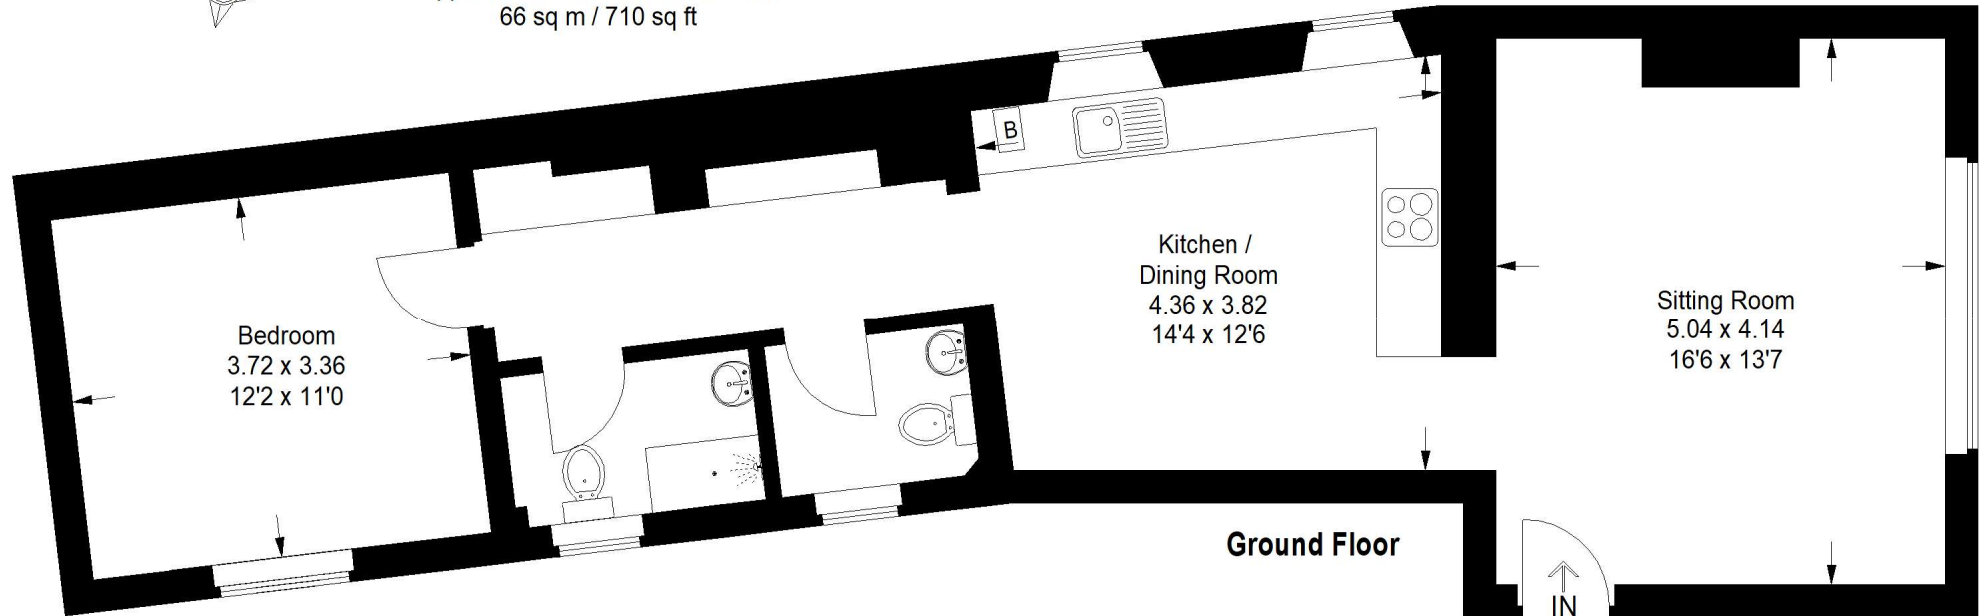 66 sq m / 710 sq ft
B
Kitchen /
Dining Room
4.36 x 3.82
14'4 x 12'6
Sitting Room
5.04 x 4.14
16'6 x 13'7
Bedroom
3.72 x 3.36
12'2 x 11'0
Ground Floor
IN